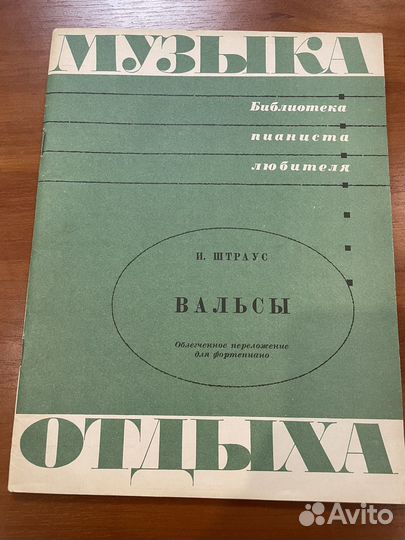 МУЗЫКА
Библиотека
пианиста
любителя
И. ШТРАУС
ВАЛЬСЫ
Облегченное переложение
для фортепиано
ОТДЫХА
Avito